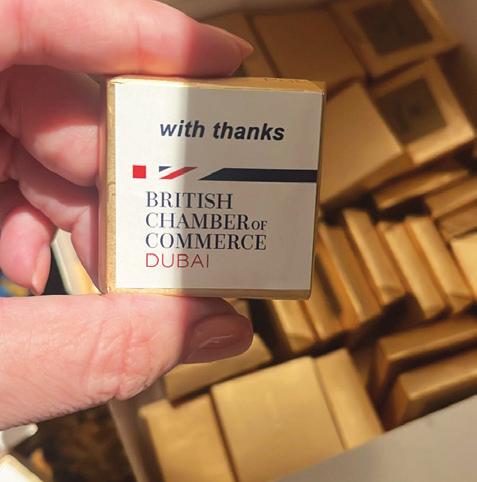 with thanks
BRITISH
CHAMBER OF
COMMERCE
DUBAI